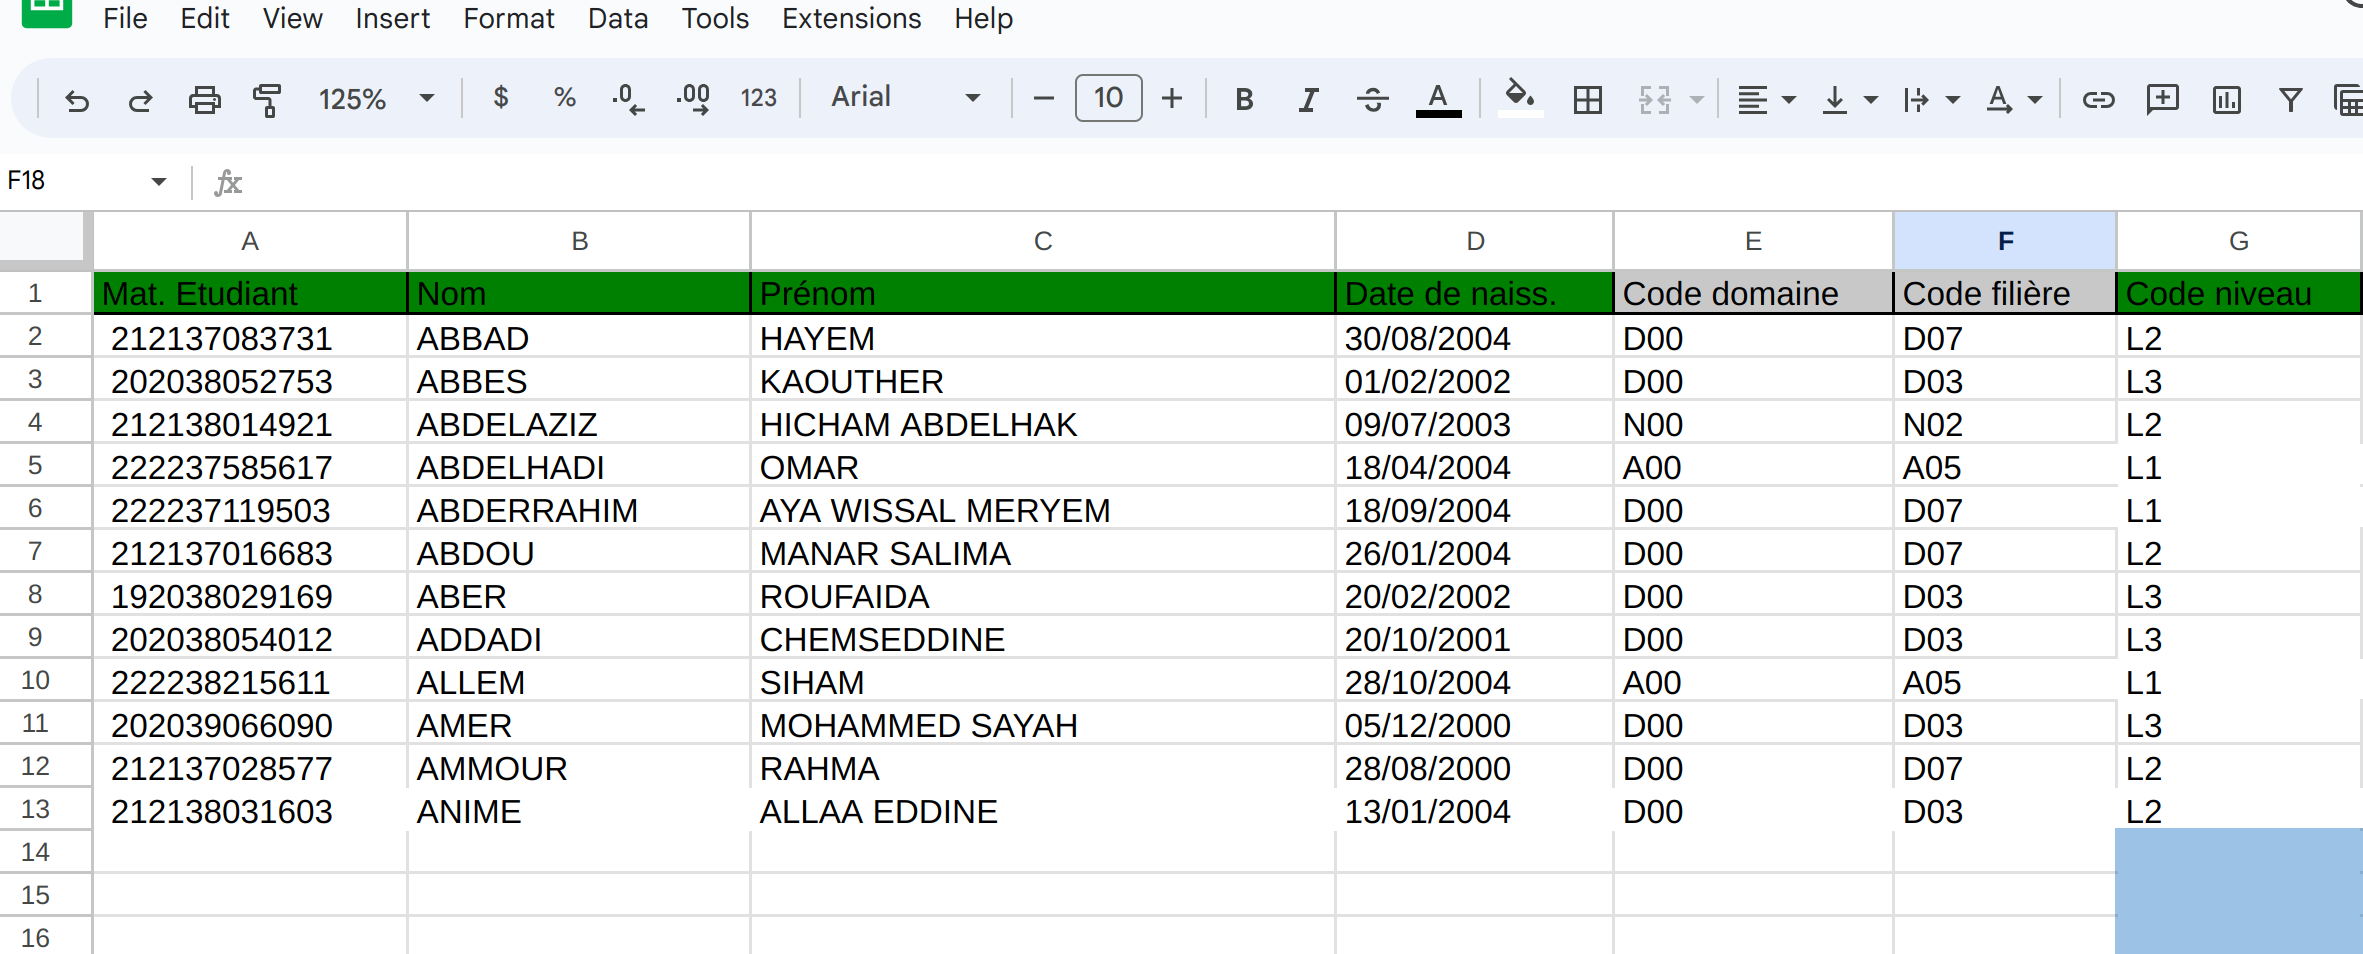 File Edit View Insert Format Data Tools Extensions Help
125% $ % .0 .00 123 Arial 10 B I A A
F18 fx
A B C D E F G
1 Mat. Etudiant Nom Prénom Date de naiss. Code domaine Code filière Code niveau
2 212137083731 ABBAD HAYEM 30/08/2004 D00 D07 L2
3 202038052753 ABBES KAOUTHER 01/02/2002 D00 D03 L3
4 212138014921 ABDELAZIZ HICHAM ABDELHAK 09/07/2003 N00 N02 L2
5 222237585617 ABDELHADI OMAR 18/04/2004 A00 A05 L1
6 222237119503 ABDERRAHIM AYA WISSAL MERYEM 18/09/2004 D00 D07 L1
7 212137016683 ABDOU MANAR SALIMA 26/01/2004 D00 D07 L2
8 192038029169 ABER ROUFAIDA 20/02/2002 D00 D03 L3
9 202038054012 ADDADI CHEMSEDDINE 20/10/2001 D00 D03 L3
10 222238215611 ALLEM SIHAM 28/10/2004 A00 A05 L1
11 202039066090 AMER MOHAMMED SAYAH 05/12/2000 D00 D03 L3
12 212137028577 AMMOUR RAHMA 28/08/2000 D00 D07 L2
13 212138031603 ANIME ALLAA EDDINE 13/01/2004 D00 D03 L2
14
15
16